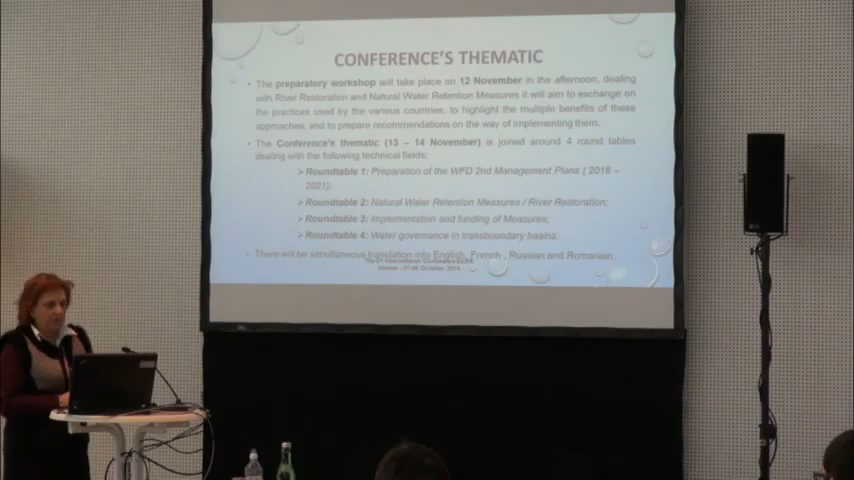 CONFERENCE'S THEMATIC
• The preparatory workshop will take place on 12 November in the afternoon, dealing
with River Restoration and Natural Water Retention Measures it will aim to exchange on
the practices used by the various countries, to highlight the multiple benefits of these
approaches, and to prepare recommendations on the way of implementing them.
• The Conference's thematic (13 – 14 November) is joined around 4 round tables
dealing with the following technical fields:
➢ Roundtable 1: Preparation of the WFD 2nd Management Plans ( 2016 –
2021);
➢ Roundtable 2: Natural Water Retention Measures / River Restoration;
➢ Roundtable 3: Implementation and funding of Measures;
➢ Roundtable 4: Water governance in transboundary basins;
• There will be simultaneous translation into English, French , Russian and Romanian.
International Conference
Vienna October 2014